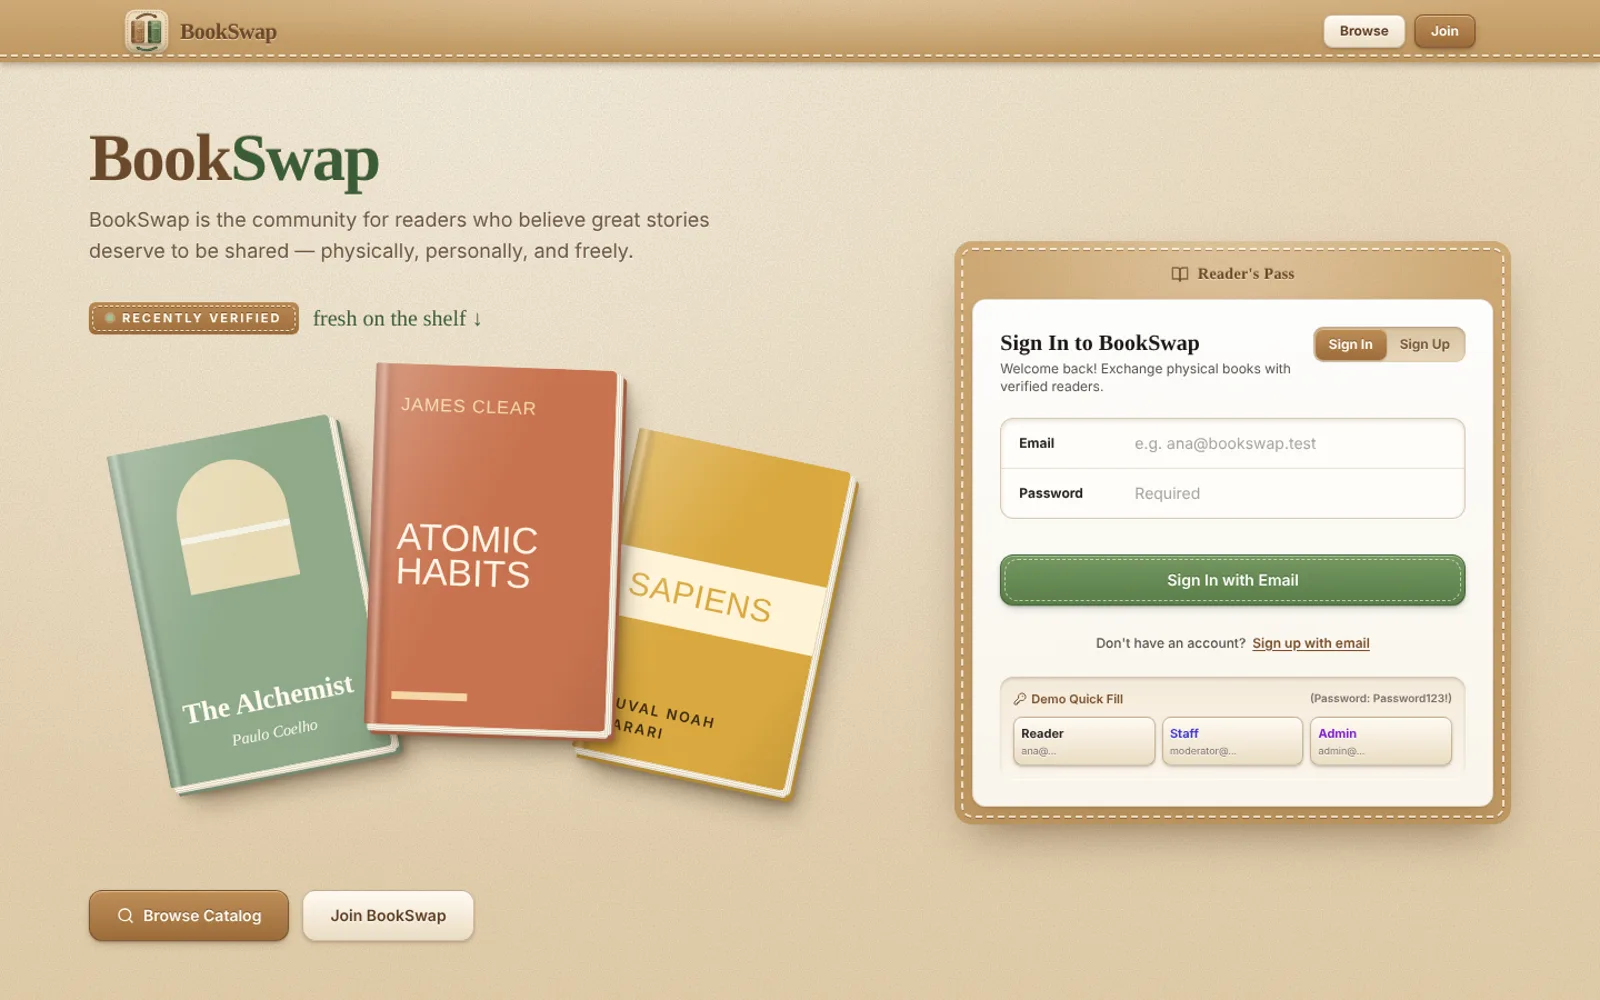 BookSwap
Browse
Join
BookSwap
BookSwap is the community for readers who believe great stories
deserve to be shared — physically, personally, and freely.
RECENTLY VERIFIED
fresh on the shelf ↓
The Alchemist
Paulo Coelho
JAMES CLEAR
ATOMIC
HABITS
SAPIENS
UVAL NOAH
ARARI
Browse Catalog
Join BookSwap
Reader's Pass
Sign In to BookSwap
Sign In
Sign Up
Welcome back! Exchange physical books with
verified readers.
Email
e.g. ana@bookswap.test
Password
Required
Sign In with Email
Don't have an account? Sign up with email
Demo Quick Fill
(Password: Password123!)
Reader
ana@...
Staff
moderator@...
Admin
admin@...